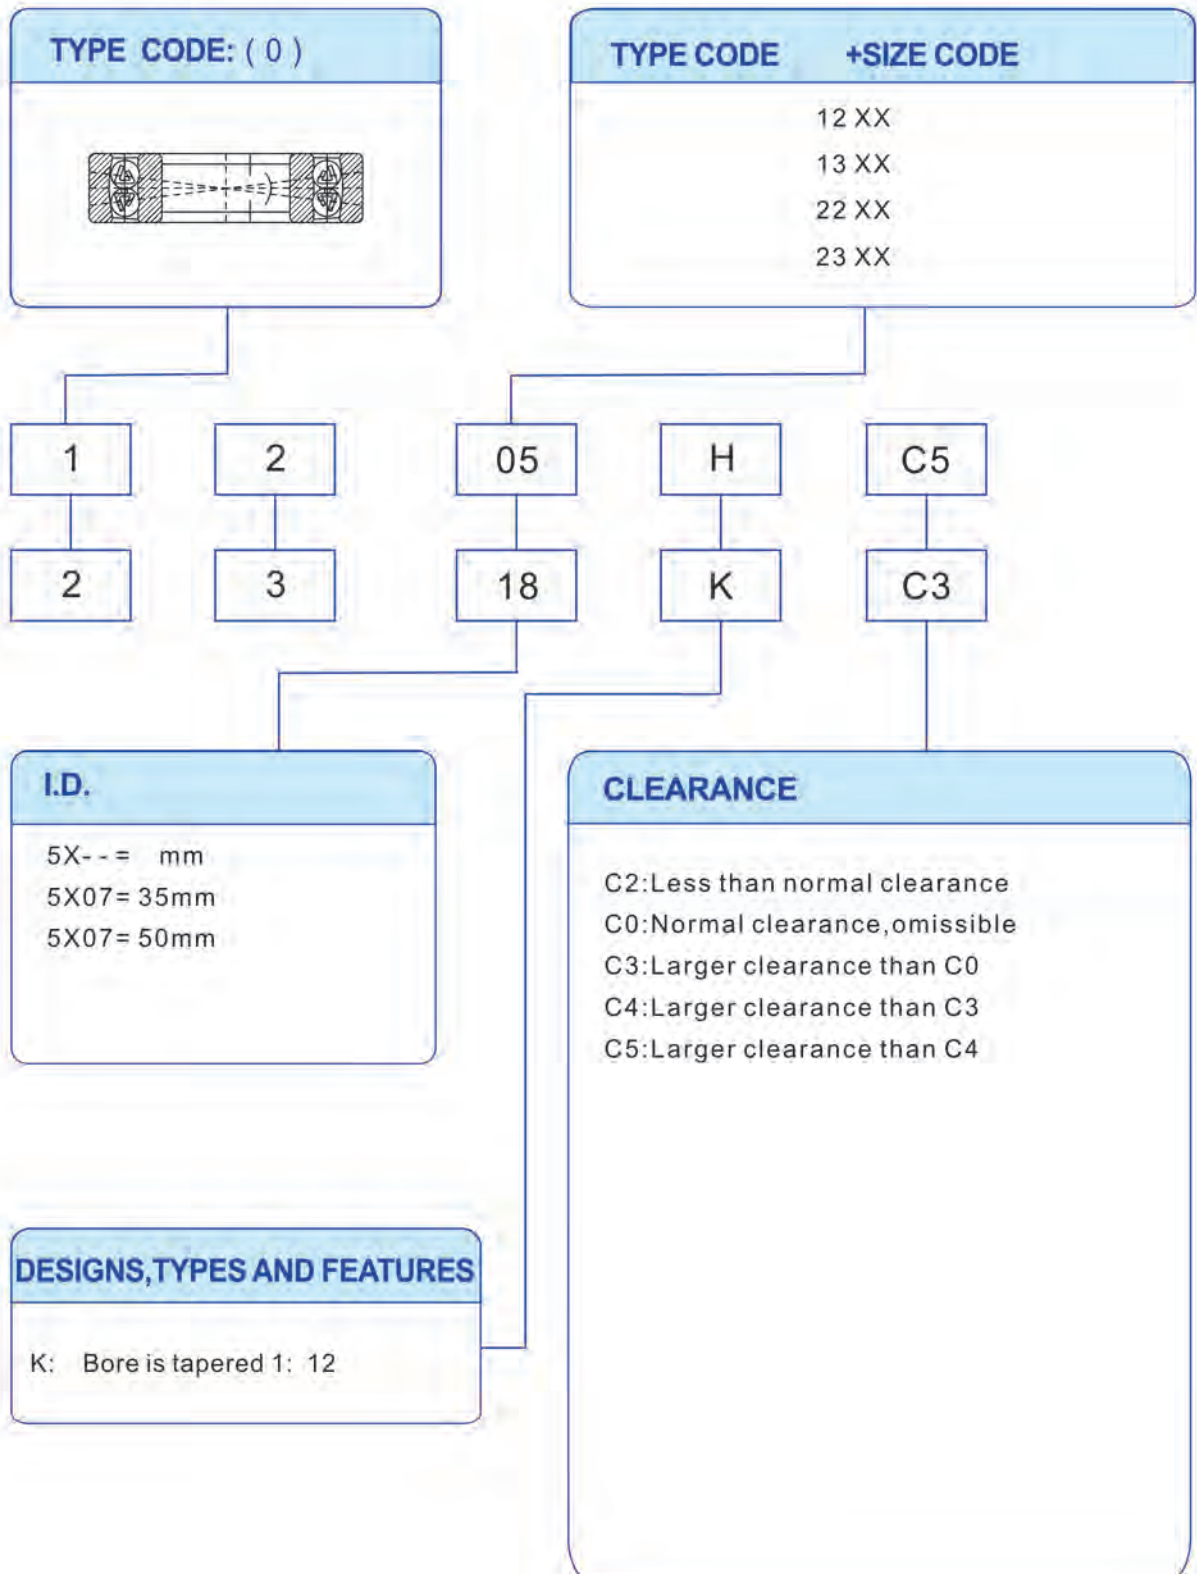 TYPE CODE: ( 0 )
TYPE CODE +SIZE CODE
12 XX
13 XX
22 XX
23 XX
1 2 05 H C5
2 3 18 K C3
I.D.
5X- - = mm
5X07= 35mm
5X07= 50mm
CLEARANCE
C2:Less than normal clearance
C0:Normal clearance,omissible
C3:Larger clearance than C0
C4:Larger clearance than C3
C5:Larger clearance than C4
DESIGNS,TYPES AND FEATURES
K: Bore is tapered 1: 12